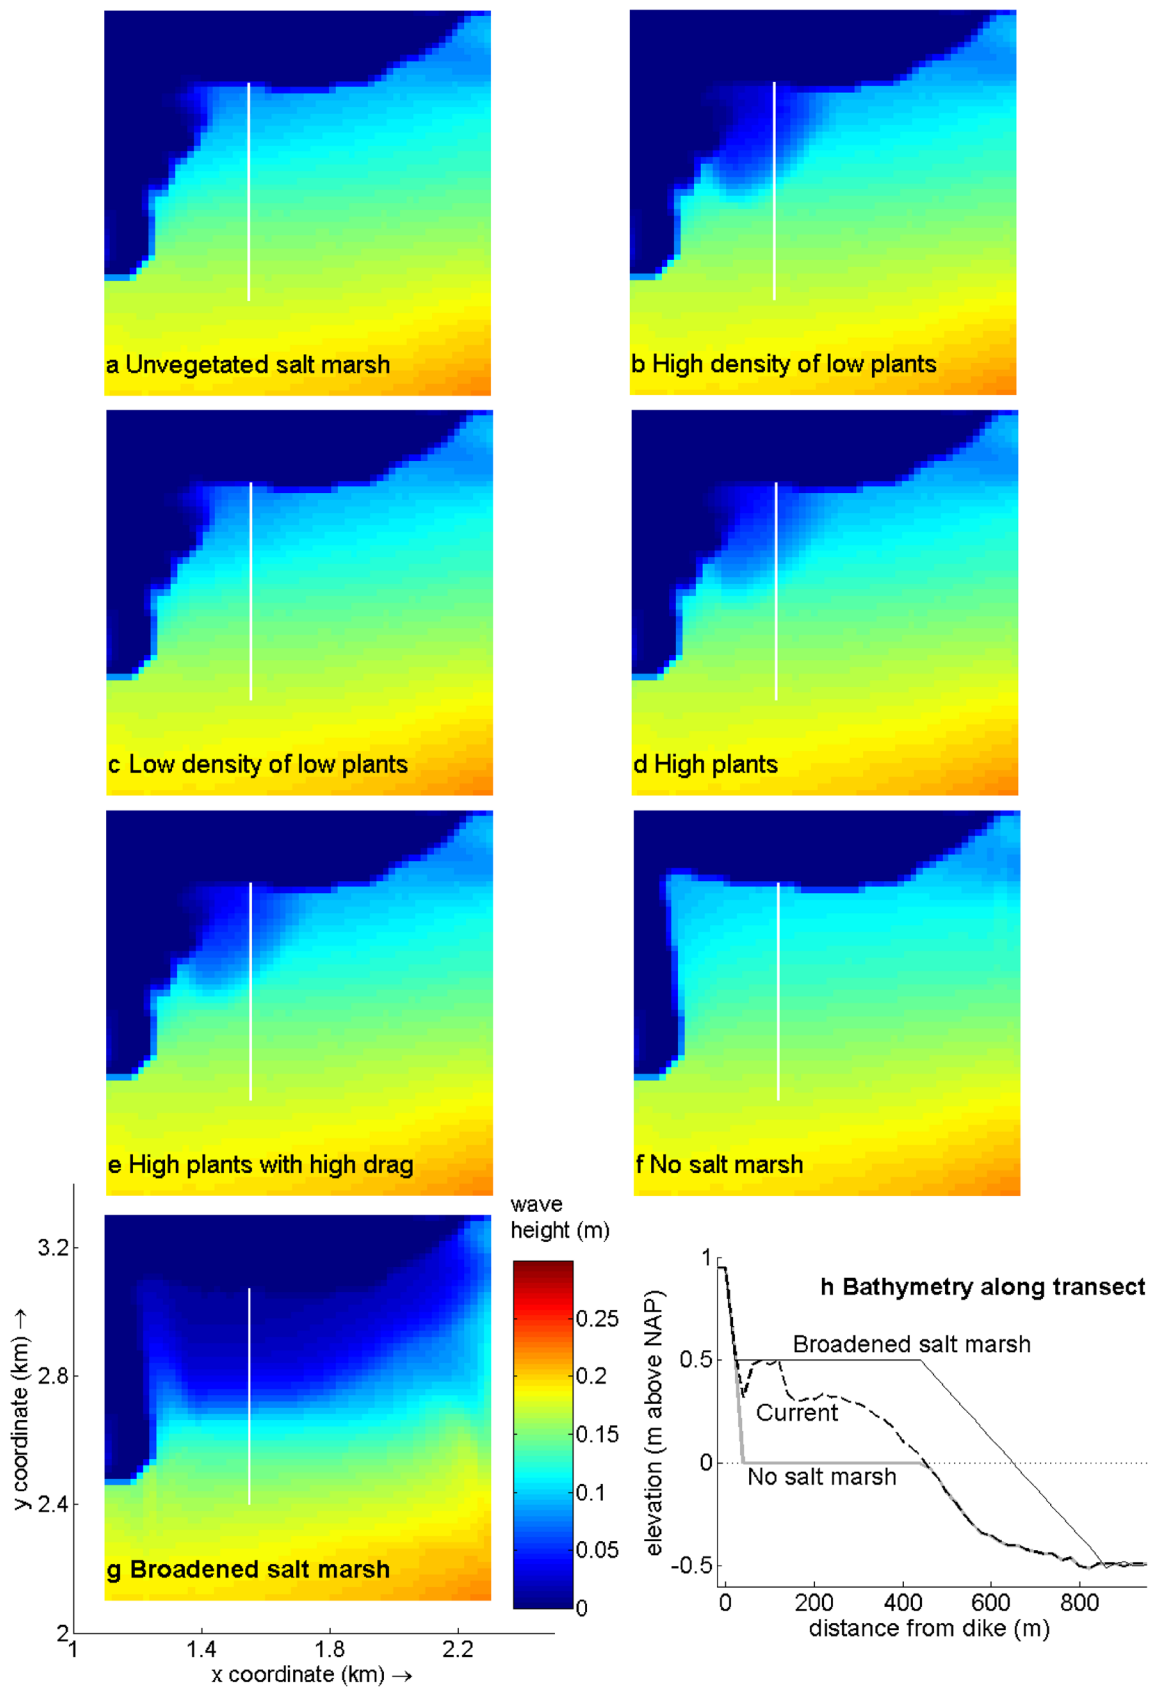 a Unvegetated salt marsh
b High density of low plants
c Low density of low plants
d High plants
e High plants with high drag
f No salt marsh
wave
height (m)
0.25
0.2
0.15
0.1
0.05
0
g Broadened salt marsh
3.2
2.8
2.4
2
y coordinate (km) →
1
1.4
1.8
2.2
x coordinate (km) →
h Bathymetry along transect
1
0.5
0
-0.5
elevation (m above NAP)
Broadened salt marsh
Current
No salt marsh
0
200
400
600
800
distance from dike (m)